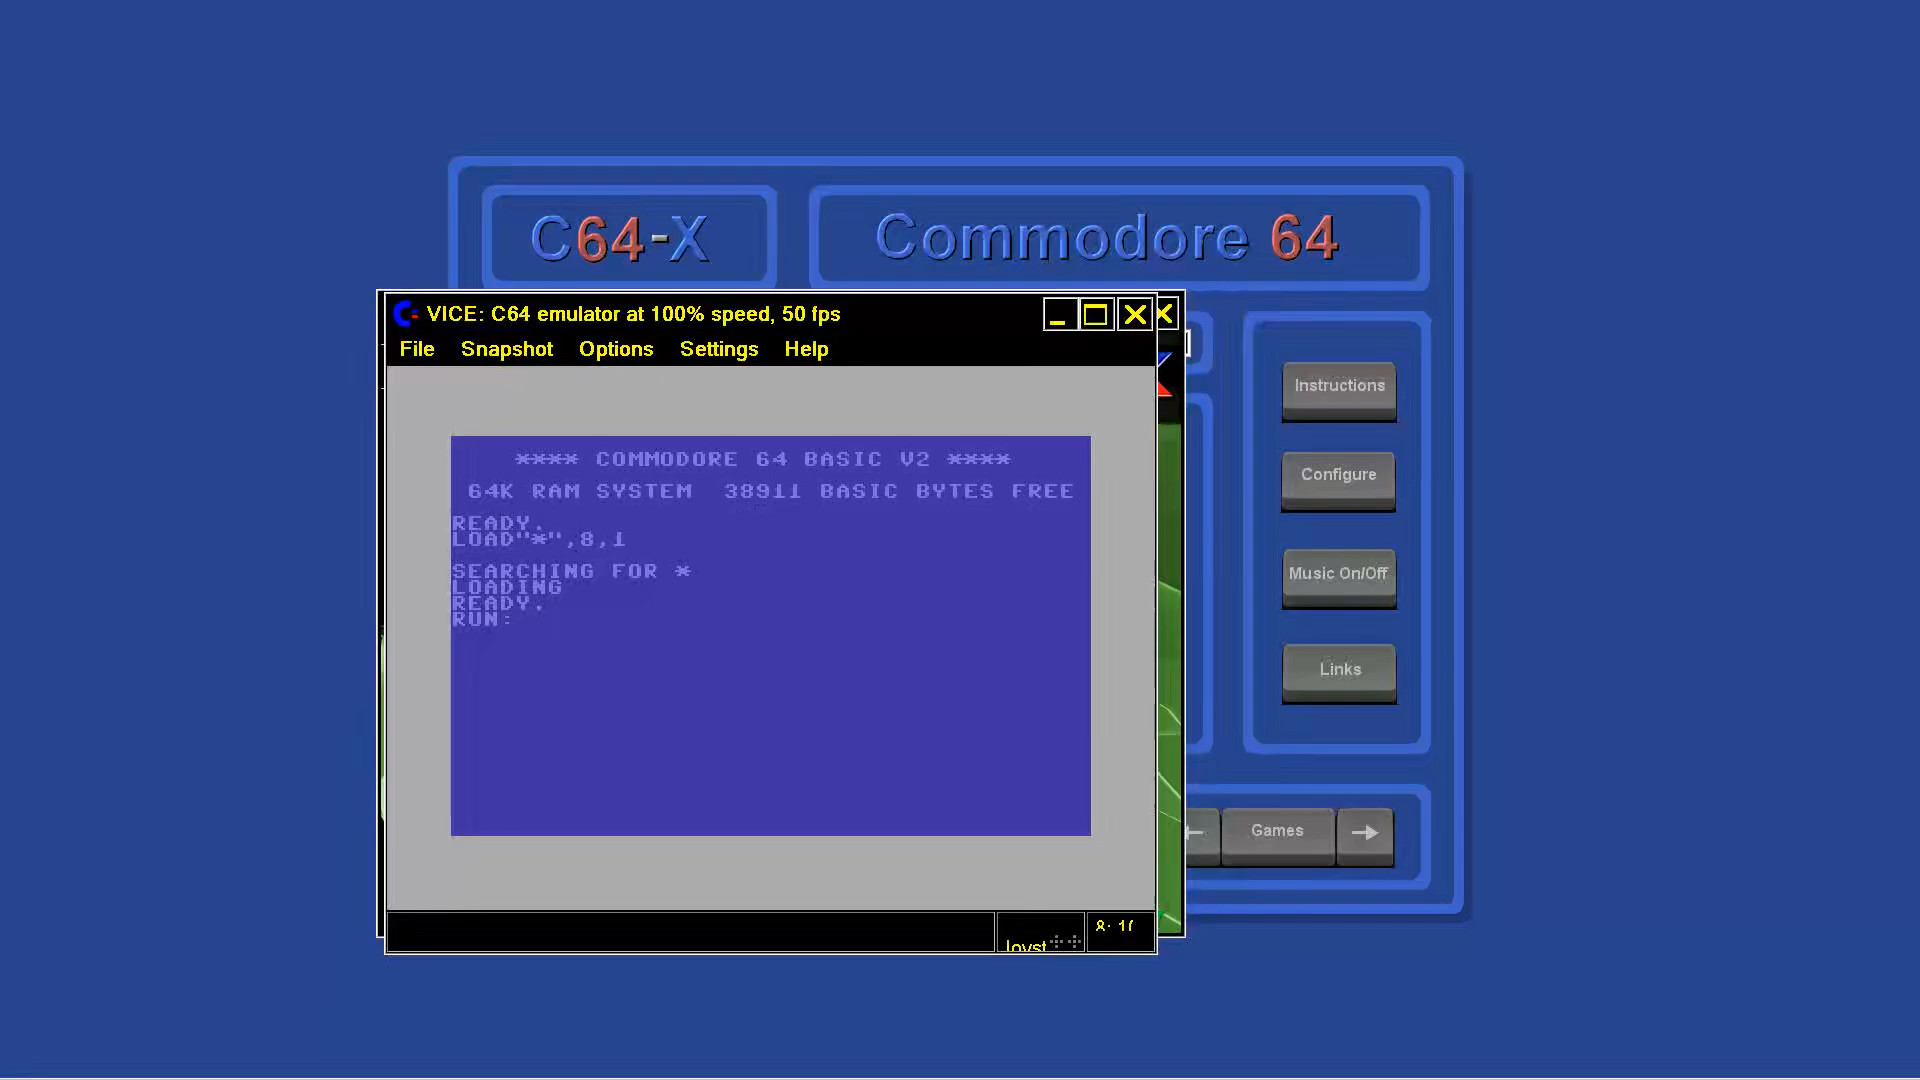 C64-X
Commodore 64
VICE: C64 emulator at 100% speed, 50 fps
File Snapshot Options Settings Help
**** COMMODORE 64 BASIC V2 ****
64K RAM SYSTEM 38911 BASIC BYTES FREE
READY.
LOAD"*",8,1
SEARCHING FOR *
LOADING
READY.
RUN:
Instructions
Configure
Music On/Off
Links
← Games →